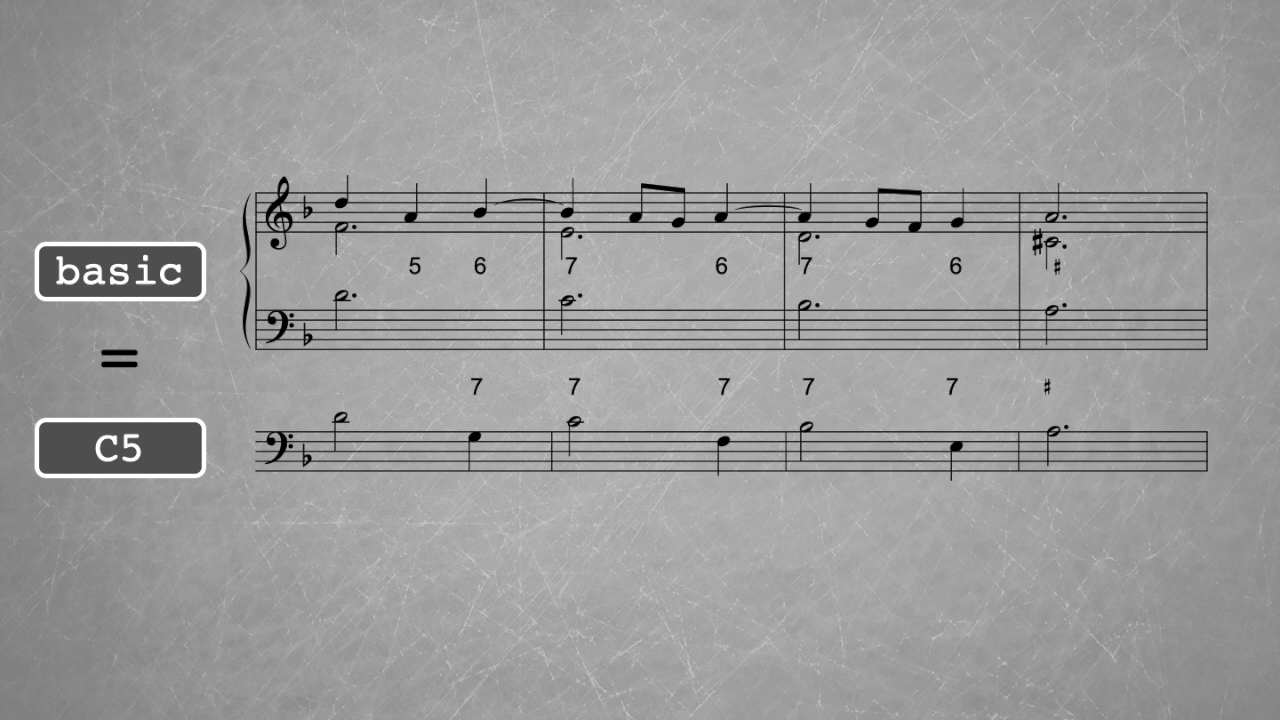 basic
5 6 7 6 7 6 ♯
=
7 7 7 7 7 ♯
C5